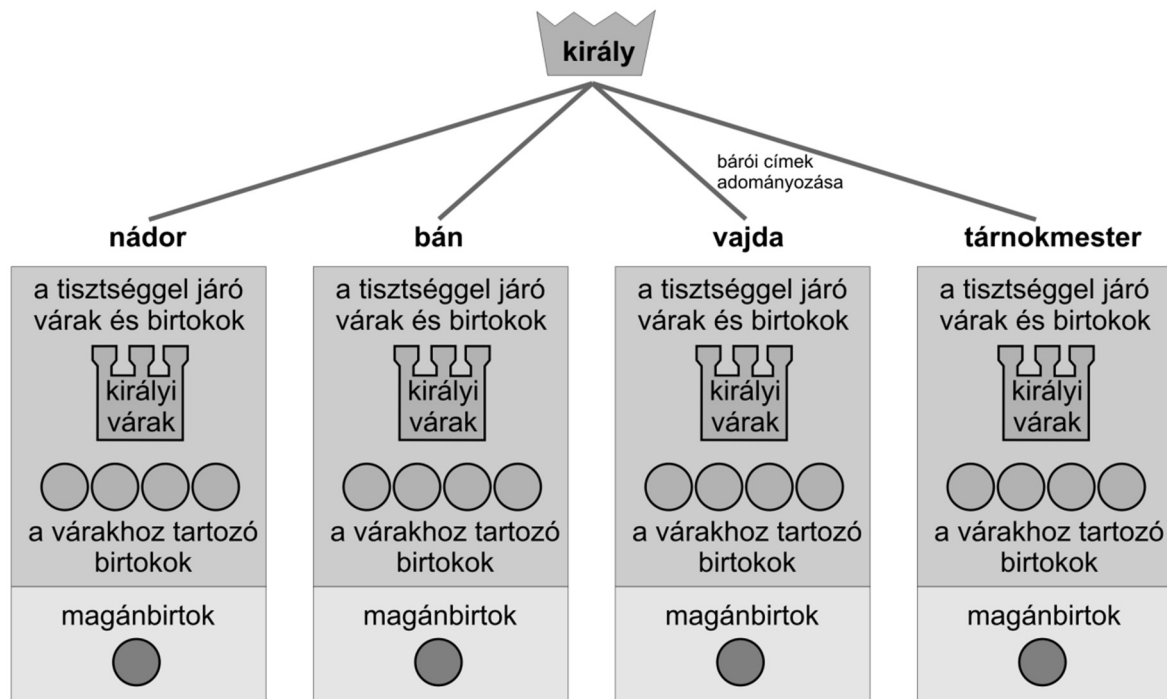 király
bárói címek
adományozása
nádor
bán
vajda
tárnokmester
a tisztséggel járó
várak és birtokok
királyi
várak
a várakhoz tartozó
birtokok
magánbirtok
a tisztséggel járó
várak és birtokok
királyi
várak
a várakhoz tartozó
birtokok
magánbirtok
a tisztséggel járó
várak és birtokok
királyi
várak
a várakhoz tartozó
birtokok
magánbirtok
a tisztséggel járó
várak és birtokok
királyi
várak
a várakhoz tartozó
birtokok
magánbirtok